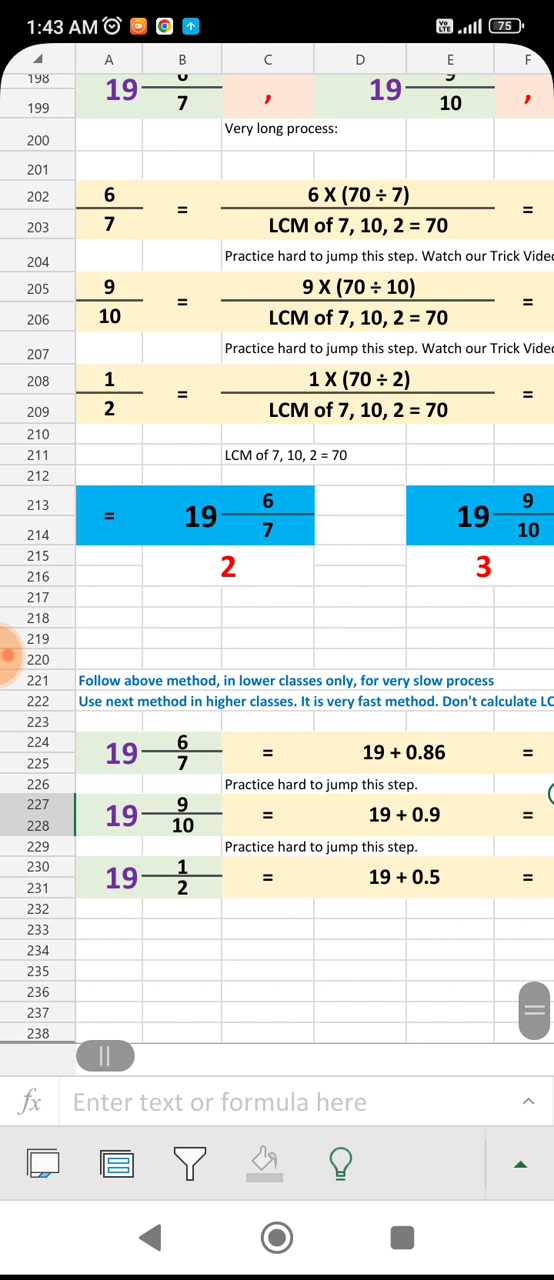 1:43 AM
Vo LTE 75
A B C D E F
198
199 19 7 , 19 10 ,
200 Very long process:
201
202 6 6 X (70 ÷ 7)
= =
203 7 LCM of 7, 10, 2 = 70
204 Practice hard to jump this step. Watch our Trick
205 9 9 X (70 ÷ 10)
= =
206 10 LCM of 7, 10, 2 = 70
207 Practice hard to jump this step. Watch our Trick
208 1 1 X (70 ÷ 2)
= =
209 2 LCM of 7, 10, 2 = 70
210
211 LCM of 7, 10, 2 = 70
212
213 = 19 6 19 9
214 7 10
215 2 3
216
217
218
219
220
221 Follow above method, in lower classes only, for very slow process
222 Use next method in higher classes. It is very fast method. Don't calculate
223
224 19 6 = 19 + 0.86 =
225 7
226 Practice hard to jump this step.
227 19 9 = 19 + 0.9 =
228 10
229 Practice hard to jump this step.
230 19 1 = 19 + 0.5 =
231 2
232
233
234
235
236
237
238
fx Enter text or formula here